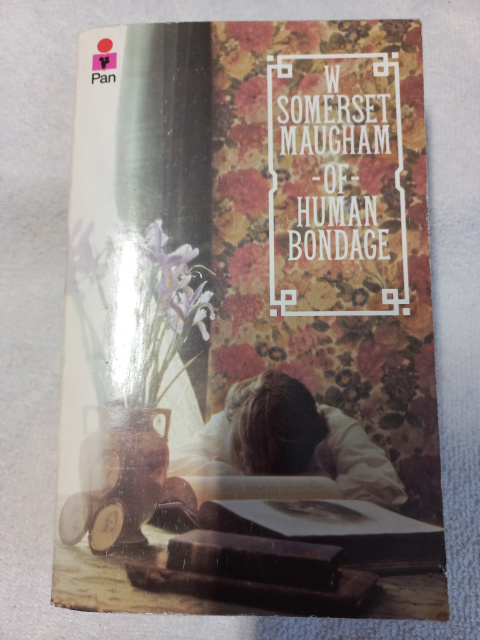 Pan
W
SOMERSET
MAUGHAM
-OF-
HUMAN
BONDAGE